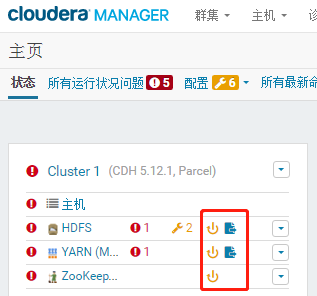 cloudera MANAGER 群集 主机 诊
主页
状态 所有运行状况问题 5 配置 6 所有最新命
Cluster 1 (CDH 5.12.1, Parcel)
主机
HDFS 1 2
YARN (M... 1
ZooKeep...